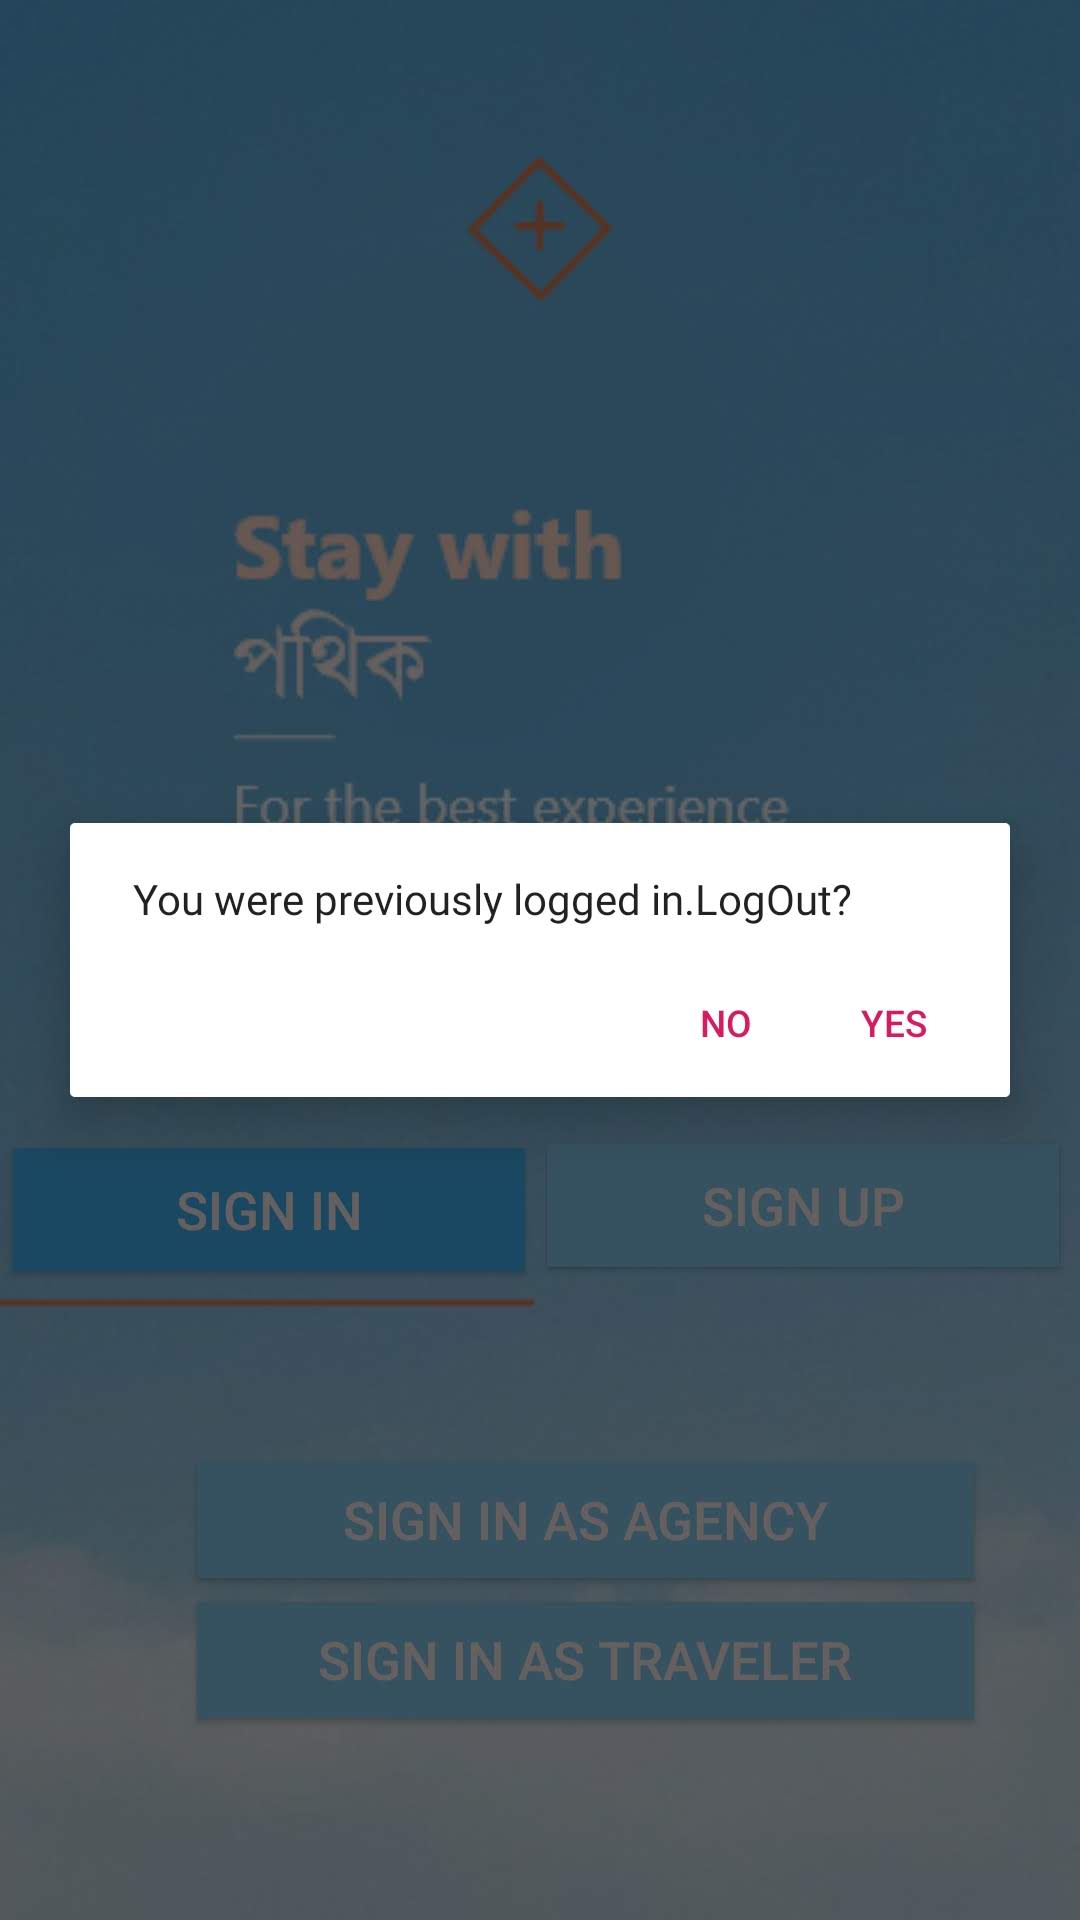 Stay with
পথিক
For the best experience
You were previously logged in.LogOut?
NO YES
SIGN IN SIGN UP
SIGN IN AS AGENCY
SIGN IN AS TRAVELER